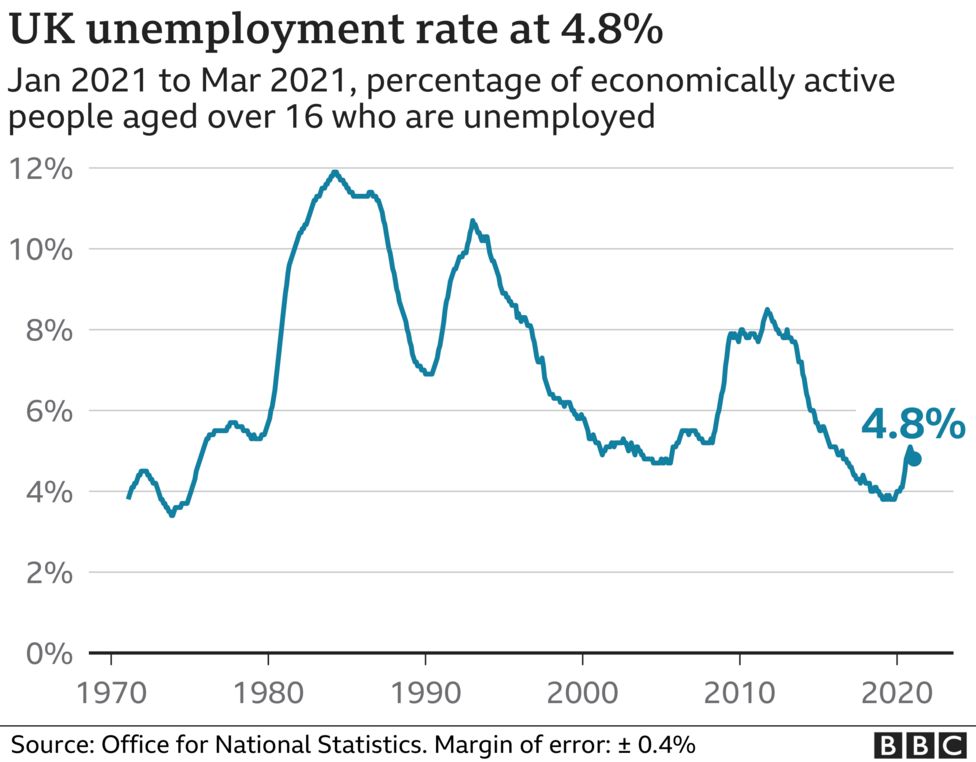 UK unemployment rate at 4.8%
Jan 2021 to Mar 2021, percentage of economically active
people aged over 16 who are unemployed
12%
10%
8%
6%
4.8%
4%
2%
0%
1970 1980 1990 2000 2010 2020
Source: Office for National Statistics. Margin of error: ± 0.4%
BBC